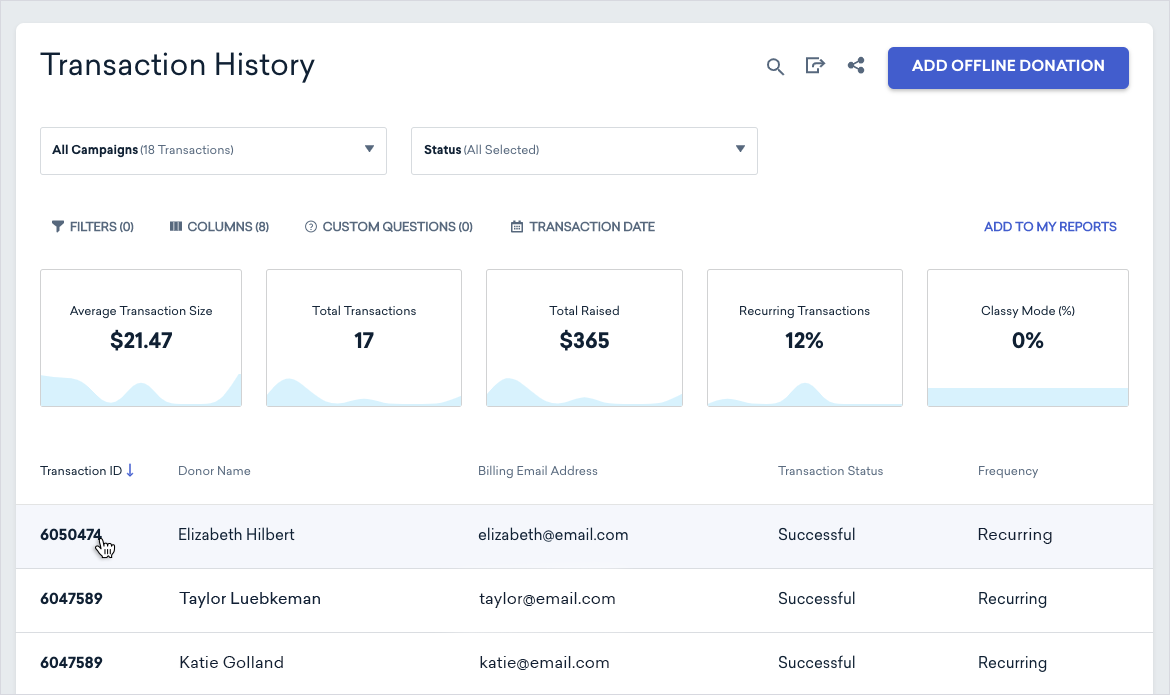 Transaction History
ADD OFFLINE DONATION
All Campaigns (18 Transactions)
Status (All Selected)
FILTERS (0) COLUMNS (8) CUSTOM QUESTIONS (0) TRANSACTION DATE ADD TO MY REPORTS
Average Transaction Size
$21.47
Total Transactions
17
Total Raised
$365
Recurring Transactions
12%
Classy Mode (%)
0%
Transaction ID Donor Name Billing Email Address Transaction Status Frequency
6050474 Elizabeth Hilbert elizabeth@email.com Successful Recurring
6047589 Taylor Luebkeman taylor@email.com Successful Recurring
6047589 Katie Golland katie@email.com Successful Recurring